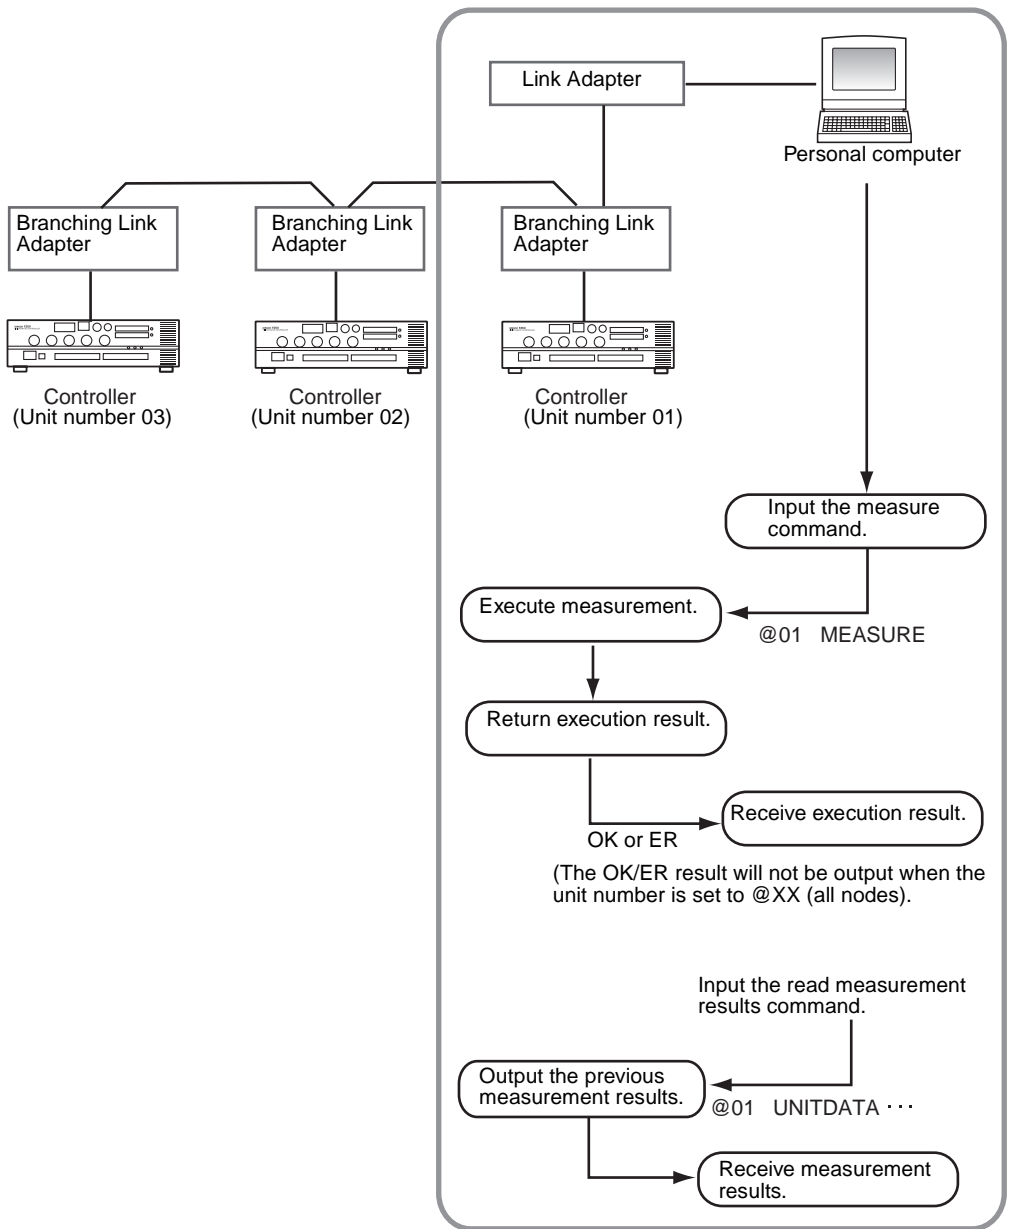 Link Adapter
Personal computer
Branching Link
Adapter
Branching Link
Adapter
Branching Link
Adapter
Controller
(Unit number 03)
Controller
(Unit number 02)
Controller
(Unit number 01)
Input the measure
command.
Execute measurement.
@01 MEASURE
Return execution result.
Receive execution result.
OK or ER
(The OK/ER result will not be output when the
unit number is set to @XX (all nodes).
Input the read measurement
results command.
Output the previous
measurement results.
@01 UNITDATA ···
Receive measurement
results.